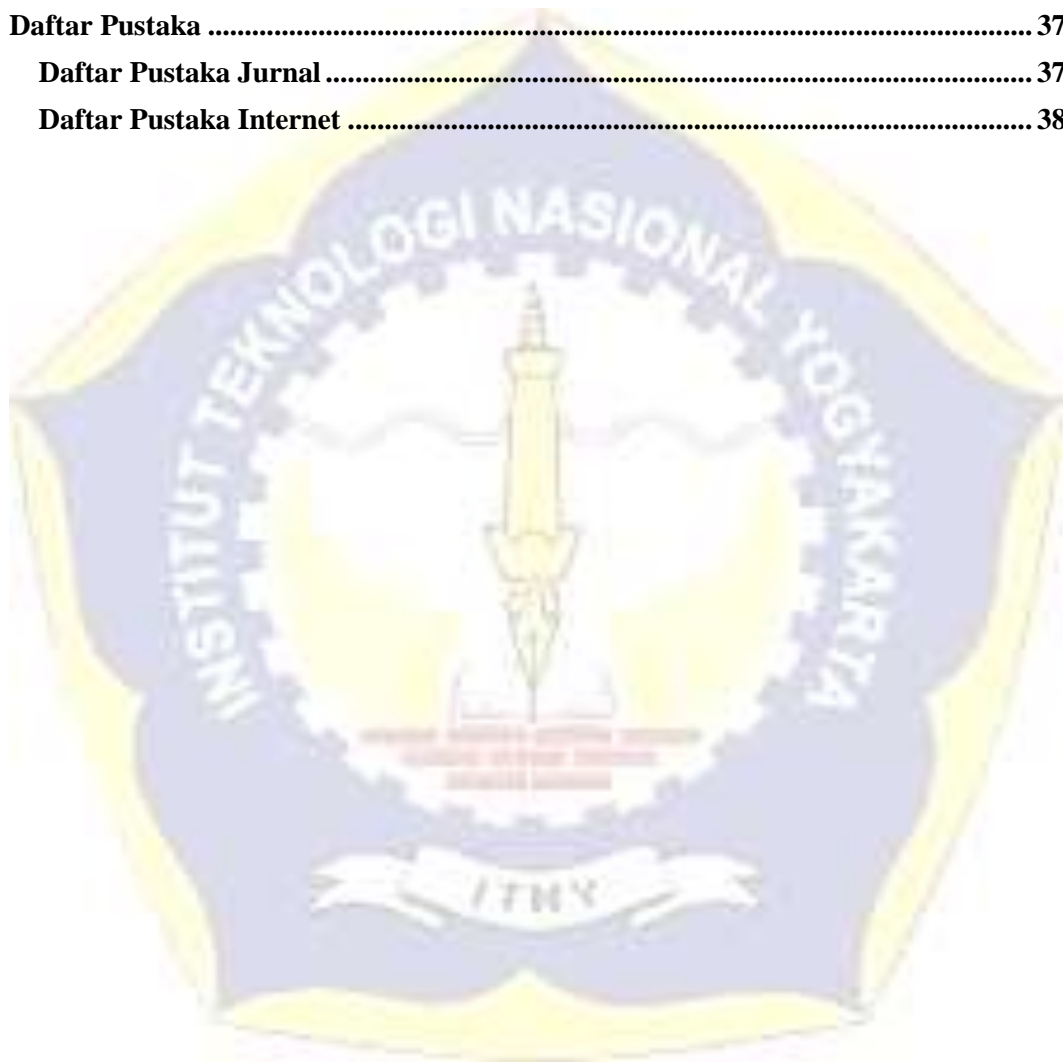 Daftar Pustaka ................................................................................................................. 37
Daftar Pustaka Jurnal ................................................................................................. 37
Daftar Pustaka Internet .............................................................................................. 38
INSTITUT TEKNOLOGI NASIONAL YOGYAKARTA
ITNY